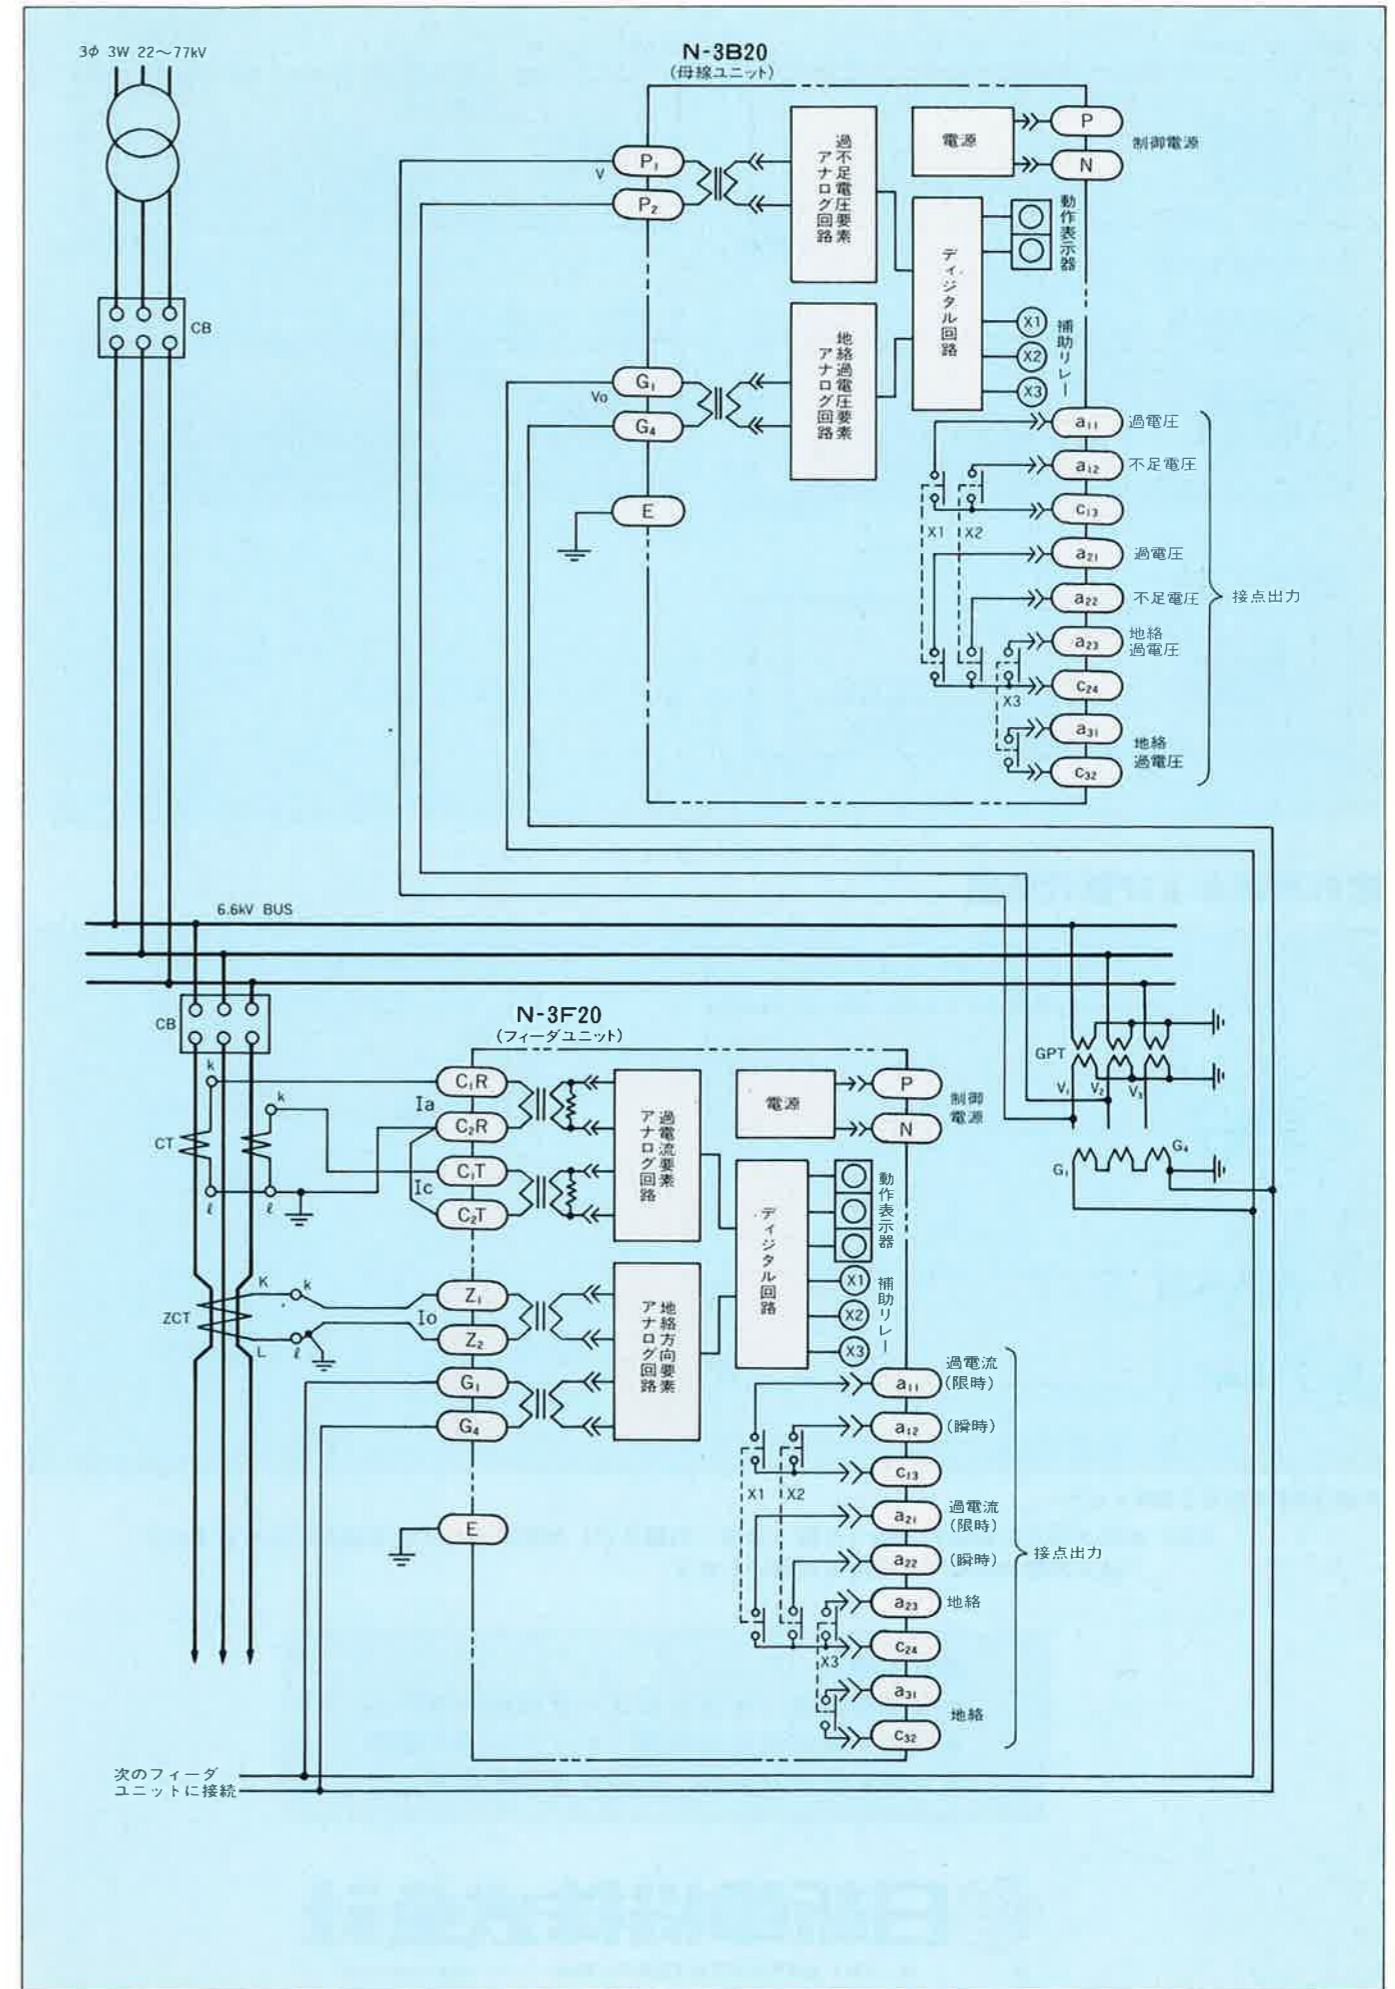 3φ 3W 22〜77kV
N-3B20
(母線ユニット)
P₁
V
P₂
過不足電圧要素
アナログ回路
電源
P
N
制御電源
動作表示器
ディジタル回路
CB
G₁
Vo
G₄
地絡過電圧要素
アナログ回路
X1
X2
X3
補助リレー
E
a₁₁
過電圧
a₁₂
不足電圧
c₁₃
X1
X2
a₂₁
過電圧
a₂₂
不足電圧
接点出力
a₂₃
地絡
過電圧
c₂₄
X3
a₃₁
地絡
過電圧
c₃₂
6.6kV BUS
CB
N-3F20
(フィーダユニット)
GPT
V₁
V₂
V₃
G₁
G₄
k
k
CT
ℓ
ℓ
C₁R
Ia
C₂R
C₁T
Ic
C₂T
過電流要素
アナログ回路
電源
P
N
制御
電源
動作表示器
ディジタル回路
ZCT
K
k
L
ℓ
Z₁
Io
Z₂
G₁
G₄
地絡方向要素
アナログ回路
X1
X2
X3
補助リレー
E
a₁₁
過電流
(限時)
a₁₂
(瞬時)
c₁₃
X1
X2
a₂₁
過電流
(限時)
a₂₂
(瞬時)
接点出力
a₂₃
地絡
c₂₄
X3
a₃₁
地絡
c₃₂
次のフィーダ
ユニットに接続